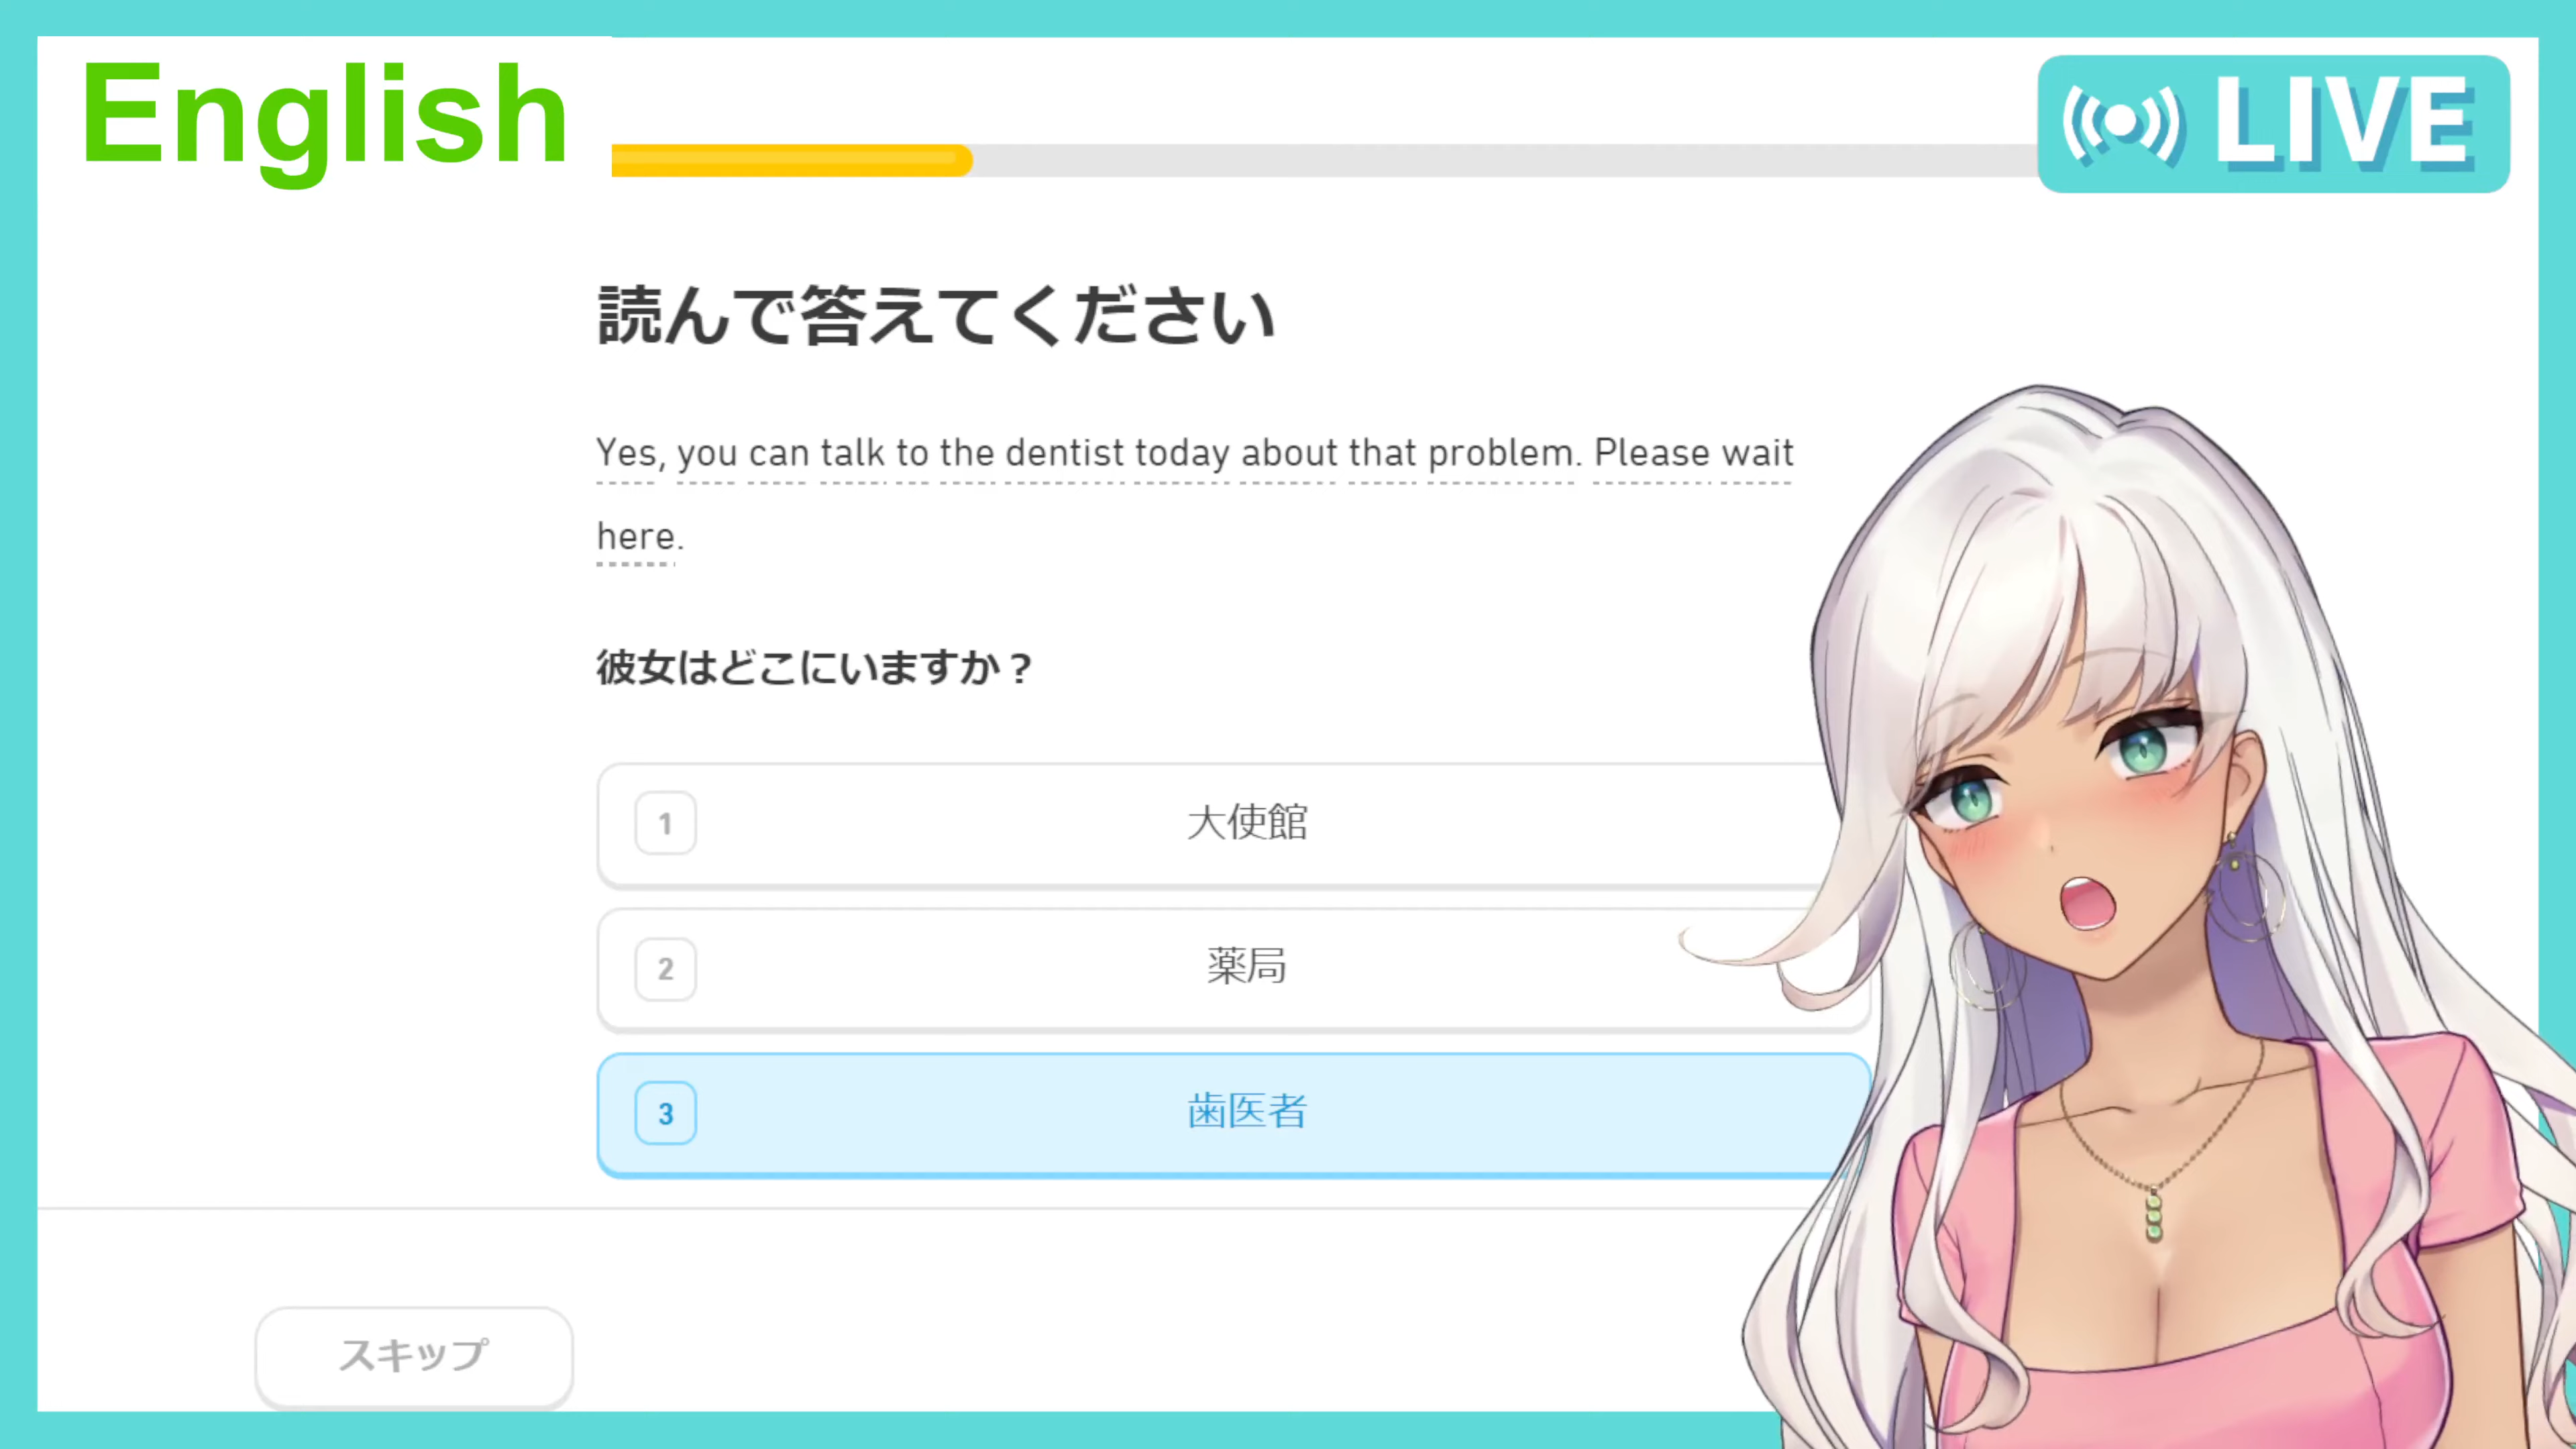 English
LIVE
読んで答えてください
Yes, you can talk to the dentist today about that problem. Please wait
here.
彼女はどこにいますか？
1 大使館
2 薬局
3 歯医者
スキップ